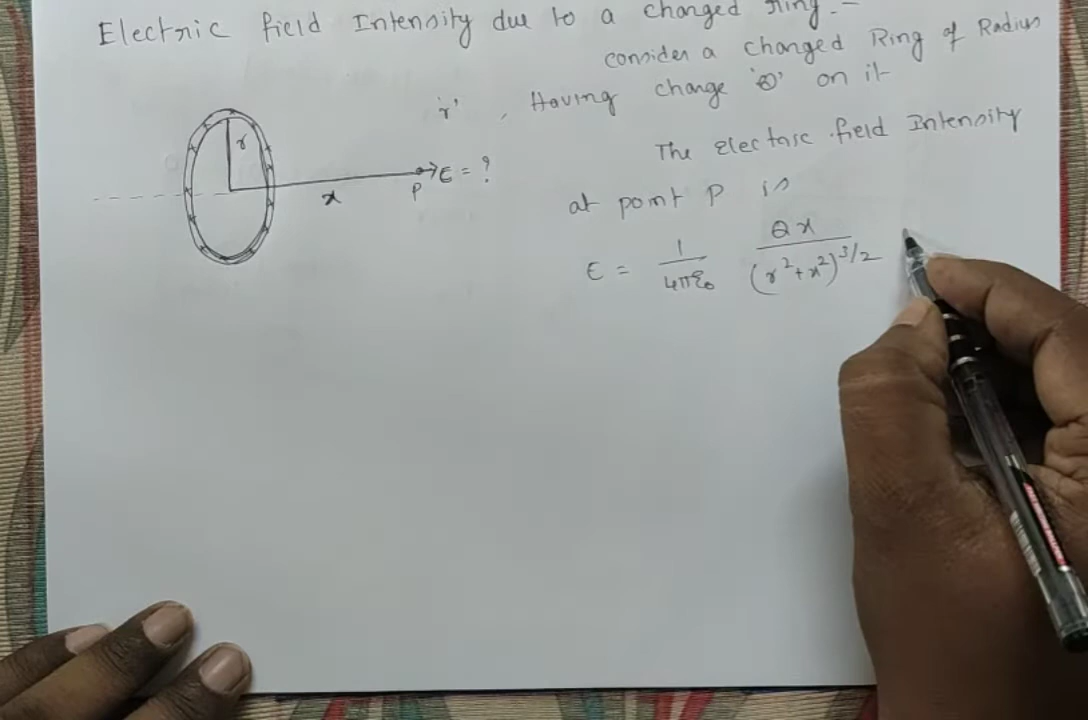 Electric field Intensity due to a charged Ring:-
consider a charged Ring of Radius
'r', Having charge 'Q' on it
The Electric field Intensity
at point P is
r
x
P
E = ?
E = 1/4πε₀ Qx/(r²+x²)^3/2